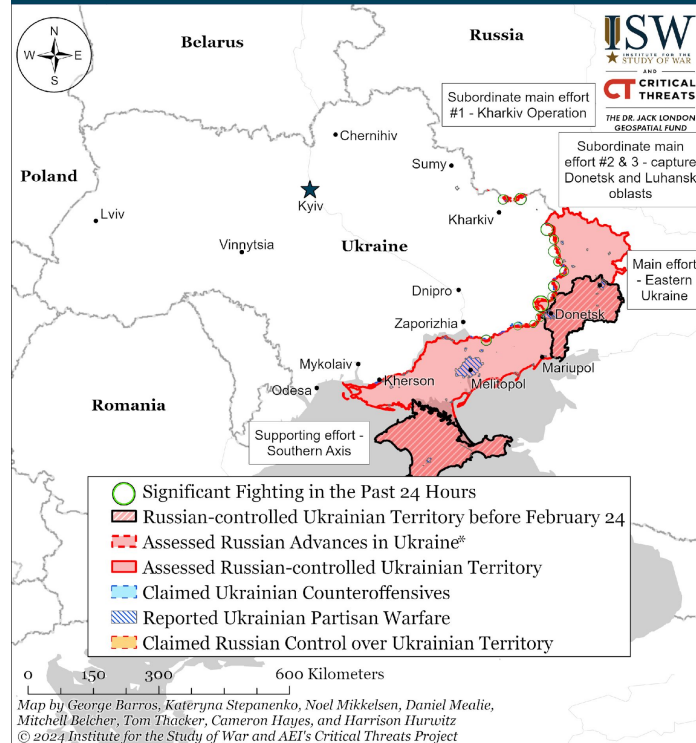 Belarus
Russia
N
W
E
S
ISW
INSTITUTE FOR THE
STUDY OF WAR
AND
CT CRITICAL
THREATS
THE DR. JACK LONDON
GEOSPATIAL FUND
Subordinate main effort
#1 - Kharkiv Operation
Chernihiv
Subordinate main
effort #2 & 3 - capture
Donetsk and Luhansk
oblasts
Sumy
Poland
Kyiv
Lviv
Kharkiv
Vinnytsia
Ukraine
Main effort
- Eastern
Ukraine
Dnipro
Donetsk
Zaporizhia
Mykolaiv
Mariupol
Kherson
Melitopol
Odesa
Romania
Supporting effort -
Southern Axis
Significant Fighting in the Past 24 Hours
Russian-controlled Ukrainian Territory before February 24
Assessed Russian Advances in Ukraine*
Assessed Russian-controlled Ukrainian Territory
Claimed Ukrainian Counteroffensives
Reported Ukrainian Partisan Warfare
Claimed Russian Control over Ukrainian Territory
0 150 300 600 Kilometers
Map by George Barros, Kateryna Stepanenko, Noel Mikkelsen, Daniel Mealie,
Mitchell Belcher, Tom Thacker, Cameron Hayes, and Harrison Hurwitz
© 2024 Institute for the Study of War and AEI's Critical Threats Project